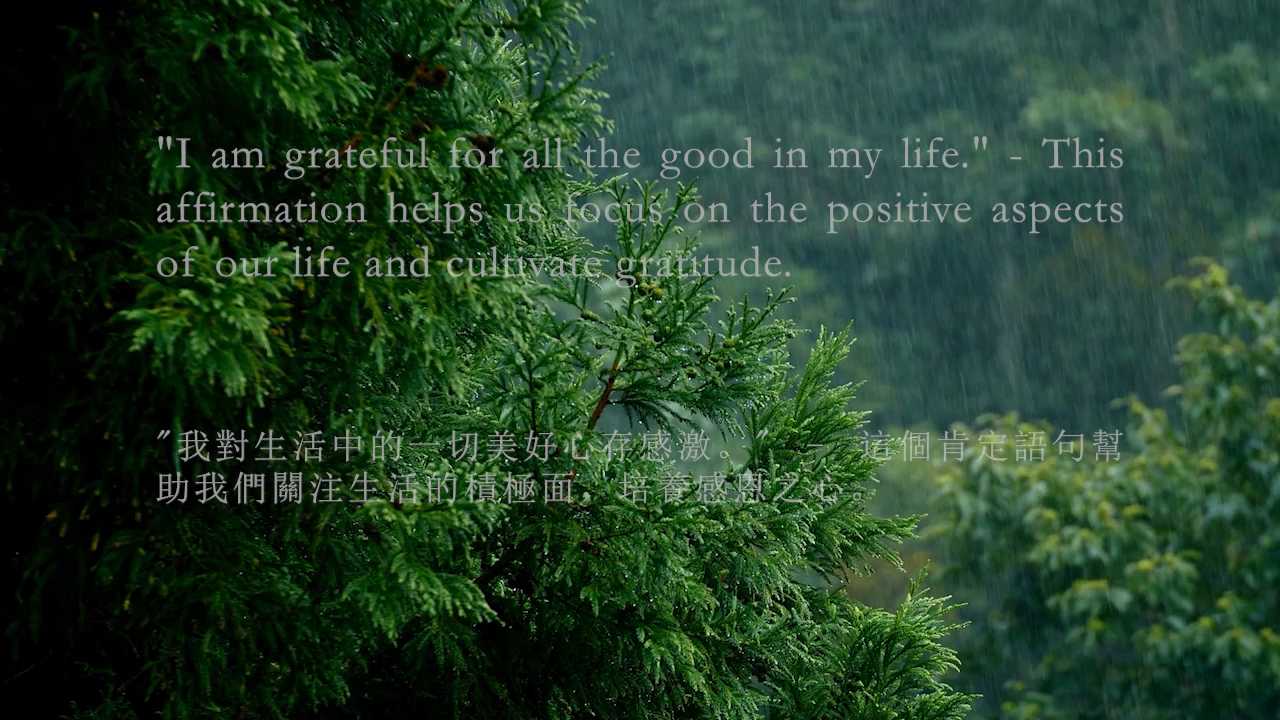 "I am grateful for all the good in my life." - This
affirmation helps us focus on the positive aspects
of our life and cultivate gratitude.
"我對生活中的一切美好心存感激。" - 這個肯定語句幫
助我們關注生活的積極面，培養感恩之心。